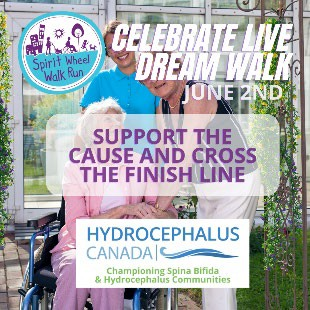 Spirit Wheel
Walk Run
CELEBRATE LIVE
DREAM WALK
JUNE 2ND
SUPPORT THE
CAUSE AND CROSS
THE FINISH LINE
HYDROCEPHALUS
CANADA
Championing Spina Bifida
& Hydrocephalus Communities